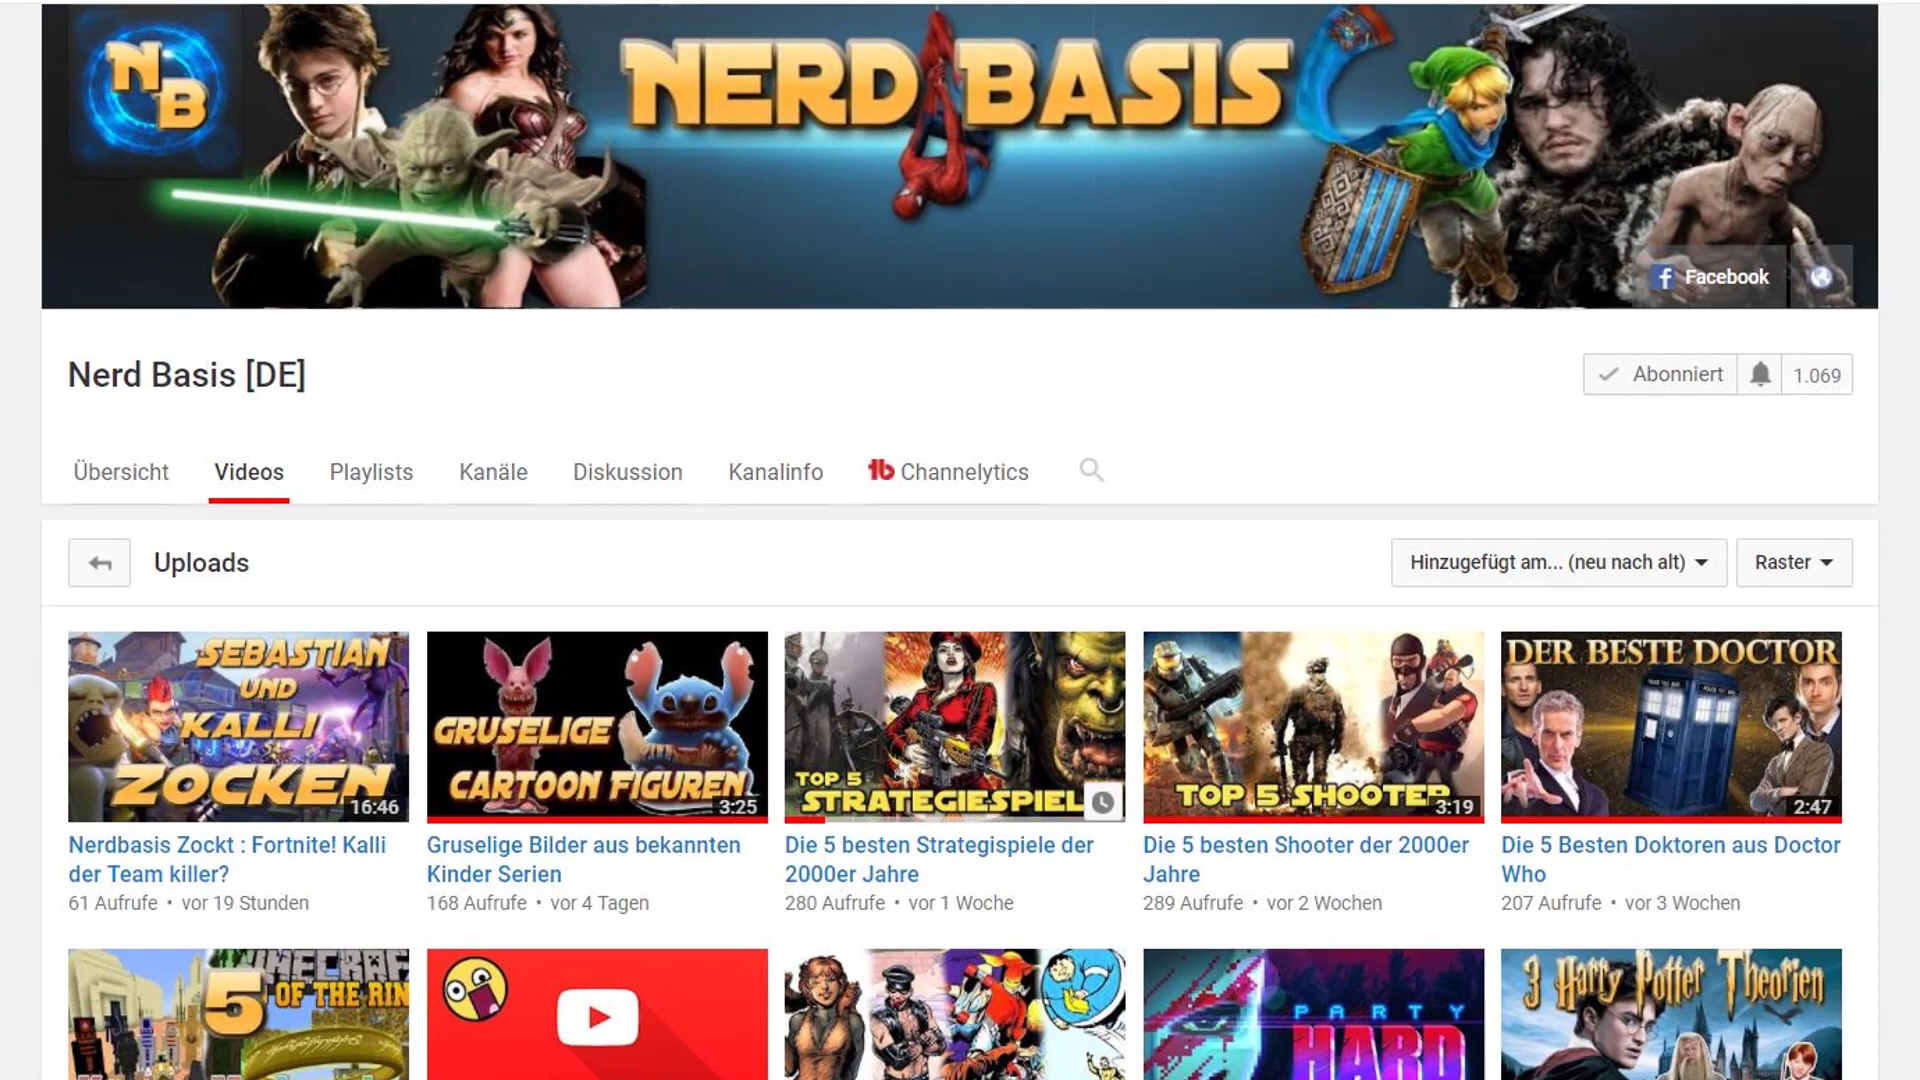 NB
NERD BASIS
Facebook
Nerd Basis [DE]
Abonniert
1.069
Übersicht
Videos
Playlists
Kanäle
Diskussion
Kanalinfo
Channelytics
Uploads
Hinzugefügt am... (neu nach alt)
Raster
SEBASTIAN
UND
KALLI
ZOCKEN
16:46
Nerdbasis Zockt : Fortnite! Kalli
der Team killer?
61 Aufrufe • vor 19 Stunden
GRUSELIGE
CARTOON FIGUREN
3:25
Gruselige Bilder aus bekannten
Kinder Serien
168 Aufrufe • vor 4 Tagen
TOP 5
STRATEGIESPIEL
Die 5 besten Strategispiele der
2000er Jahre
280 Aufrufe • vor 1 Woche
TOP 5 SHOOTER
3:19
Die 5 besten Shooter der 2000er
Jahre
289 Aufrufe • vor 2 Wochen
DER BESTE DOCTOR
2:47
Die 5 Besten Doktoren aus Doctor
Who
207 Aufrufe • vor 3 Wochen
MINECRAF
5 OF THE RIN
PARTY
HARD
3 Harry Potter Theorien